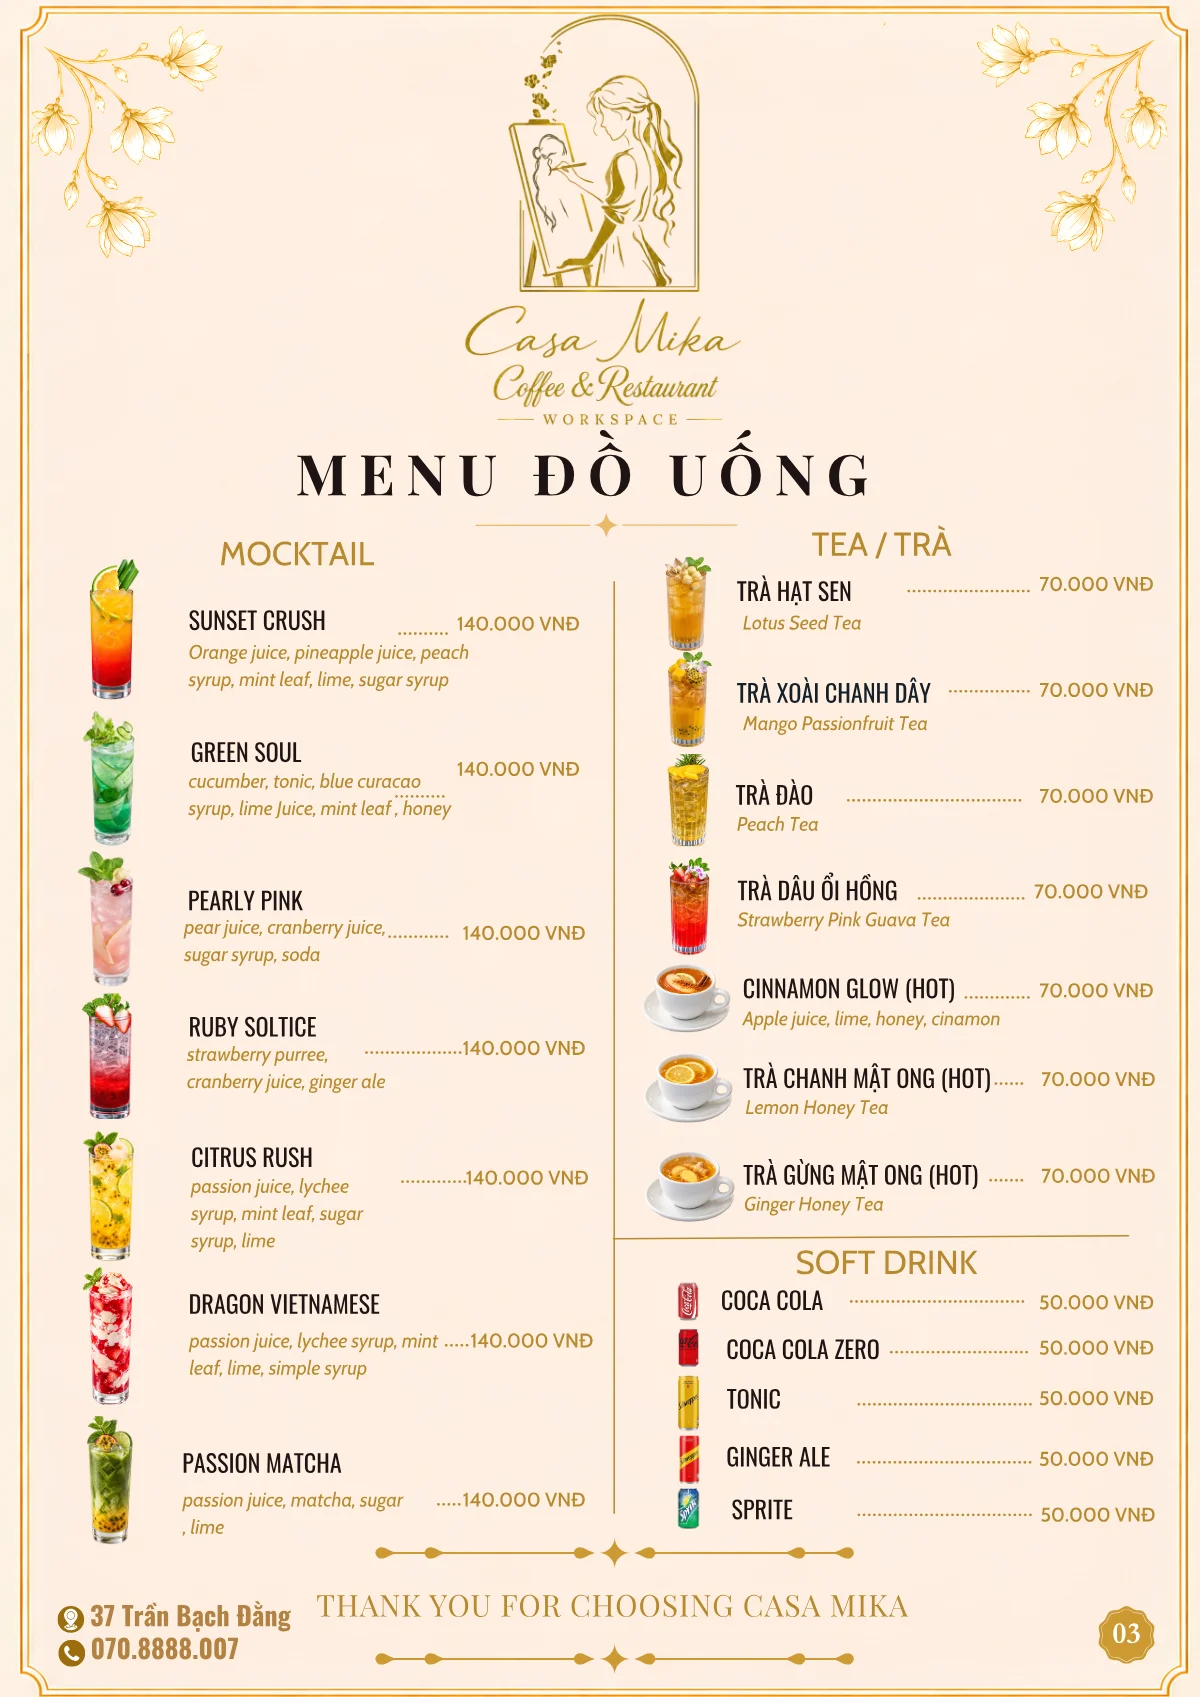 Casa Mika
Coffee & Restaurant
WORKSPACE
MENU ĐỒ UỐNG
MOCKTAIL
SUNSET CRUSH .......... 140.000 VNĐ
Orange juice, pineapple juice, peach
syrup, mint leaf, lime, sugar syrup
GREEN SOUL
cucumber, tonic, blue curacao .......... 140.000 VNĐ
syrup, lime Juice, mint leaf , honey
PEARLY PINK
pear juice, cranberry juice, ............ 140.000 VNĐ
sugar syrup, soda
RUBY SOLTICE
strawberry purree, ...................140.000 VNĐ
cranberry juice, ginger ale
CITRUS RUSH
passion juice, lychee .............140.000 VNĐ
syrup, mint leaf, sugar
syrup, lime
DRAGON VIETNAMESE
passion juice, lychee syrup, mint .....140.000 VNĐ
leaf, lime, simple syrup
PASSION MATCHA
passion juice, matcha, sugar .....140.000 VNĐ
, lime
TEA / TRÀ
TRÀ HẠT SEN ........................ 70.000 VNĐ
Lotus Seed Tea
TRÀ XOÀI CHANH DÂY ................ 70.000 VNĐ
Mango Passionfruit Tea
TRÀ ĐÀO .................................. 70.000 VNĐ
Peach Tea
TRÀ DÂU ỔI HỒNG ..................... 70.000 VNĐ
Strawberry Pink Guava Tea
CINNAMON GLOW (HOT) ............. 70.000 VNĐ
Apple juice, lime, honey, cinamon
TRÀ CHANH MẬT ONG (HOT)...... 70.000 VNĐ
Lemon Honey Tea
TRÀ GỪNG MẬT ONG (HOT) ....... 70.000 VNĐ
Ginger Honey Tea
SOFT DRINK
COCA COLA .................................. 50.000 VNĐ
COCA COLA ZERO ........................... 50.000 VNĐ
TONIC .................................. 50.000 VNĐ
GINGER ALE .................................. 50.000 VNĐ
SPRITE .................................. 50.000 VNĐ
THANK YOU FOR CHOOSING CASA MIKA
37 Trần Bạch Đằng
070.8888.007
03